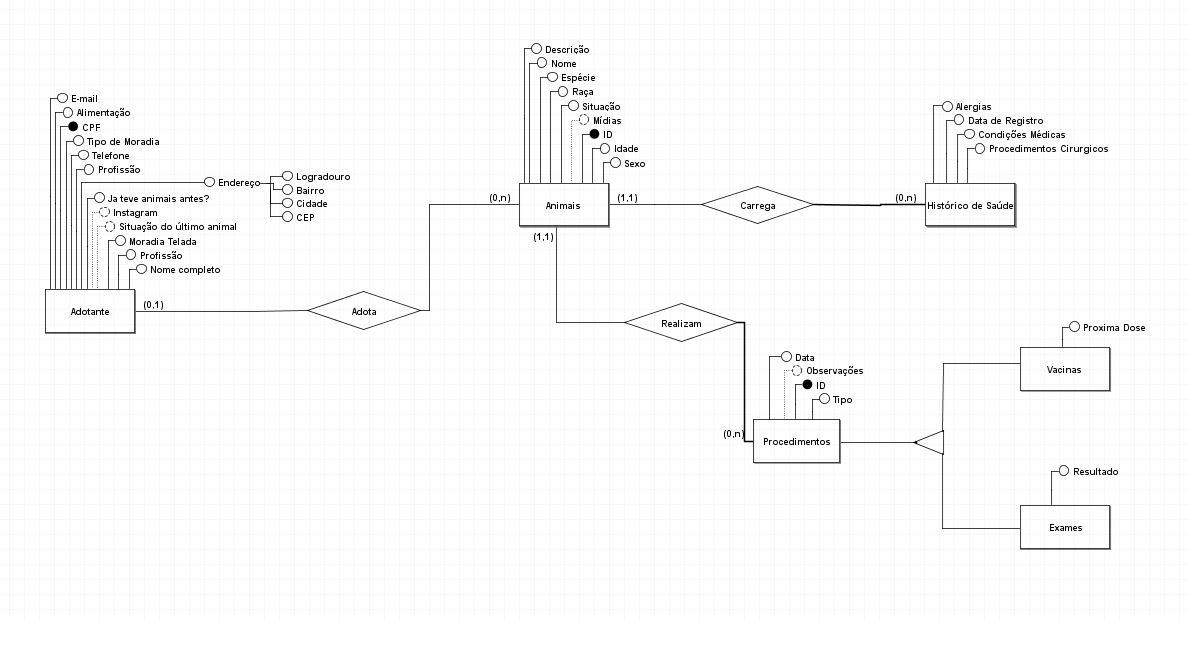 Descrição
Nome
Espécie
Raça
Situação
Mídias
ID
Idade
Sexo
E-mail
Alimentação
CPF
Tipo de Moradia
Telefone
Profissão
Endereço
Logradouro
Bairro
Cidade
CEP
Ja teve animais antes?
Instagram
Situação do último animal
Moradia Telada
Profissão
Nome completo
Alergias
Data de Registro
Condições Médicas
Procedimentos Cirurgicos
(0,n)
Animais
(1,1)
Carrega
(0,n)
Histórico de Saúde
(1,1)
Adotante
(0,1)
Adota
Realizam
Data
Observações
ID
Tipo
(0,n)
Procedimentos
Proxima Dose
Vacinas
Resultado
Exames